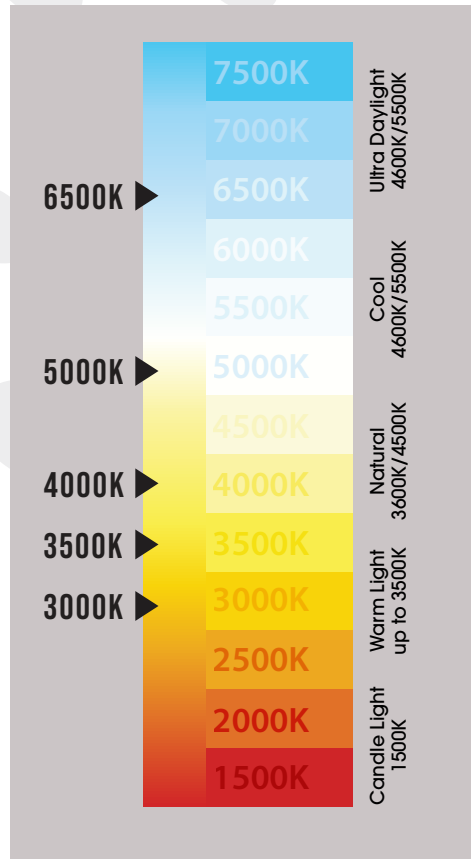 7500K
7000K
6500K
6000K
5500K
5000K
4500K
4000K
3500K
3000K
2500K
2000K
1500K
6500K
5000K
4000K
3500K
3000K
Ultra Daylight
4600K/5500K
Cool
4600K/5500K
Natural
3600K/4500K
Warm Light
up to 3500K
Candle Light
1500K